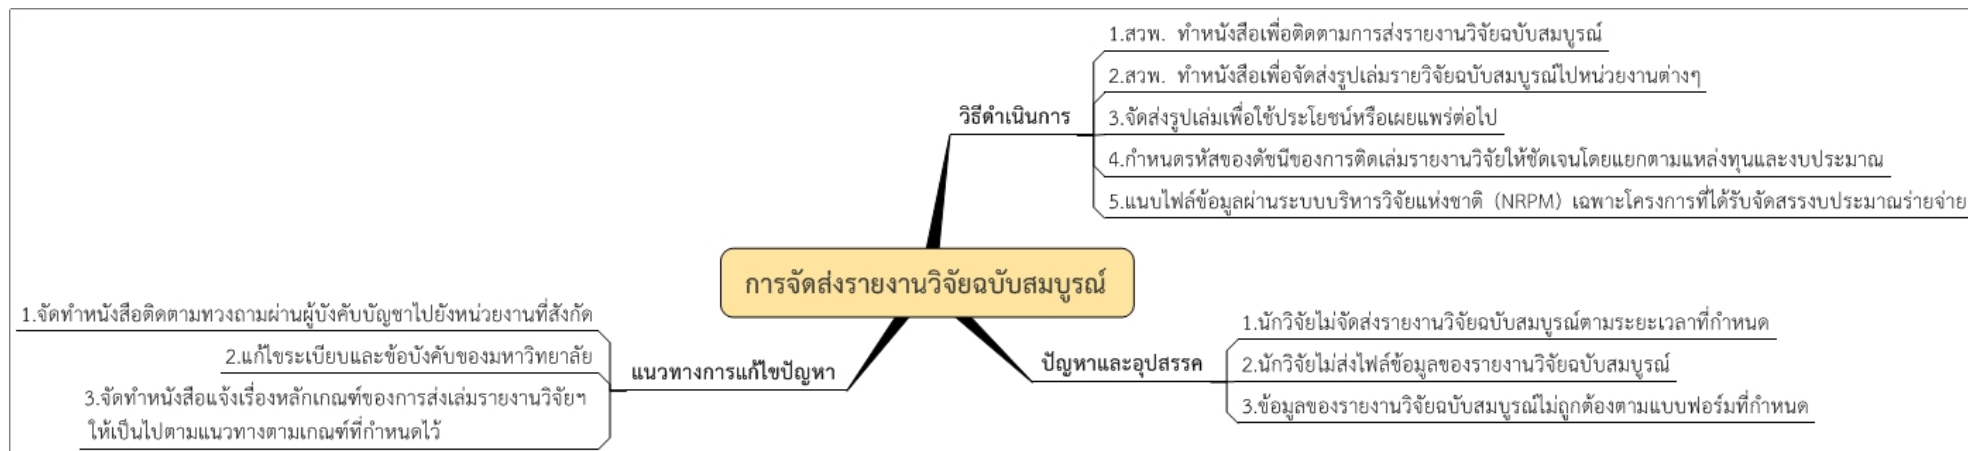 1.สวพ. ทำหนังสือเพื่อติดตามการส่งรายงานวิจัยฉบับสมบูรณ์
2.สวพ. ทำหนังสือเพื่อจัดส่งรูปเล่มรายวิจัยฉบับสมบูรณ์ไปหน่วยงานต่างๆ
วิธีดำเนินการ
3.จัดส่งรูปเล่มเพื่อใช้ประโยชน์หรือเผยแพร่ต่อไป
4.กำหนดรหัสของดัชนีของการติดเล่มรายงานวิจัยให้ชัดเจนโดยแยกตามแหล่งทุนและงบประมาณ
5.แนบไฟล์ข้อมูลผ่านระบบบริหารวิจัยแห่งชาติ (NRPM) เฉพาะโครงการที่ได้รับจัดสรรงบประมาณร่ายจ่าย
การจัดส่งรายงานวิจัยฉบับสมบูรณ์
1.จัดทำหนังสือติดตามทวงถามผ่านผู้บังคับบัญชาไปยังหน่วยงานที่สังกัด
2.แก้ไขระเบียบและข้อบังคับของมหาวิทยาลัย
แนวทางการแก้ไขปัญหา
3.จัดทำหนังสือแจ้งเรื่องหลักเกณฑ์ของการส่งเล่มรายงานวิจัยฯ
ให้เป็นไปตามแนวทางตามเกณฑ์ที่กำหนดไว้
1.นักวิจัยไม่จัดส่งรายงานวิจัยฉบับสมบูรณ์ตามระยะเวลาที่กำหนด
ปัญหาและอุปสรรค
2.นักวิจัยไม่ส่งไฟล์ข้อมูลของรายงานวิจัยฉบับสมบูรณ์
3.ข้อมูลของรายงานวิจัยฉบับสมบูรณ์ไม่ถูกต้องตามแบบฟอร์มที่กำหนด